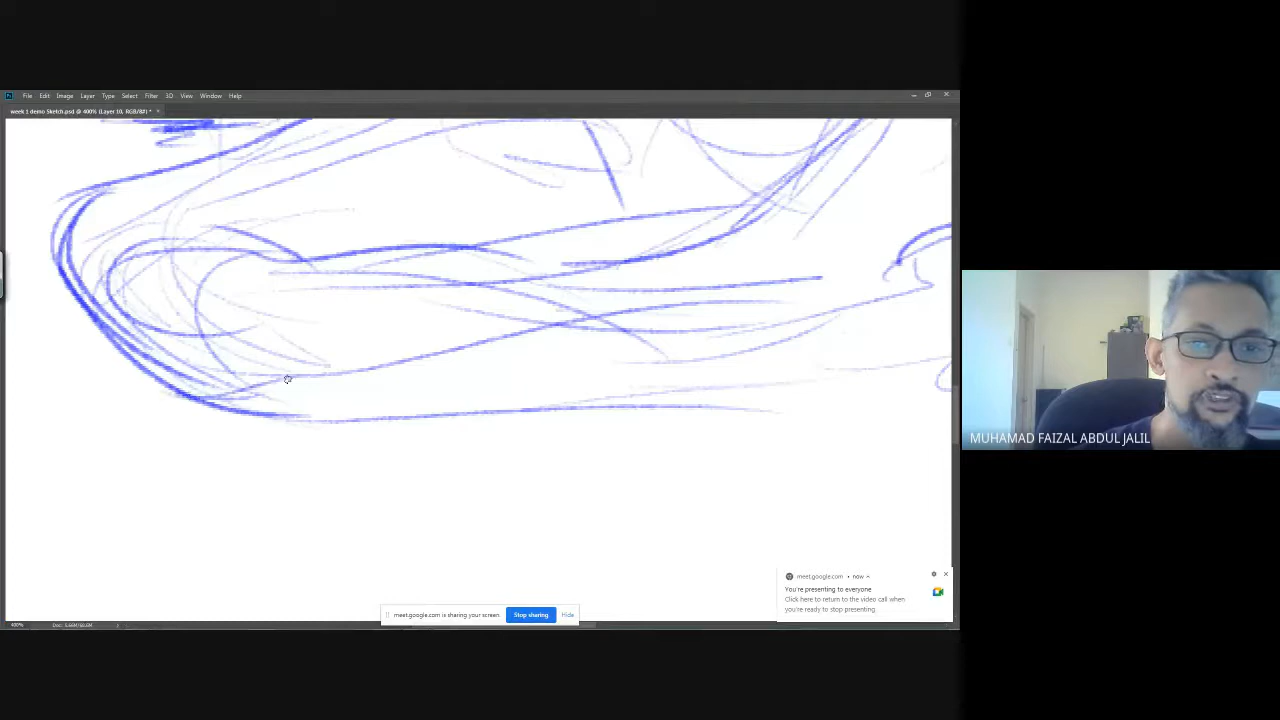 File Edit Image Layer Type Select Filter 3D View Window Help
week 1 demo Sketch.psd @ 400% (Layer 10, RGB/8#) * ×
meet.google.com • now
You're presenting to everyone
Click here to return to the video call when
you're ready to stop presenting
meet.google.com is sharing your screen. Stop sharing Hide
400%
MUHAMAD FAIZAL ABDUL JALIL